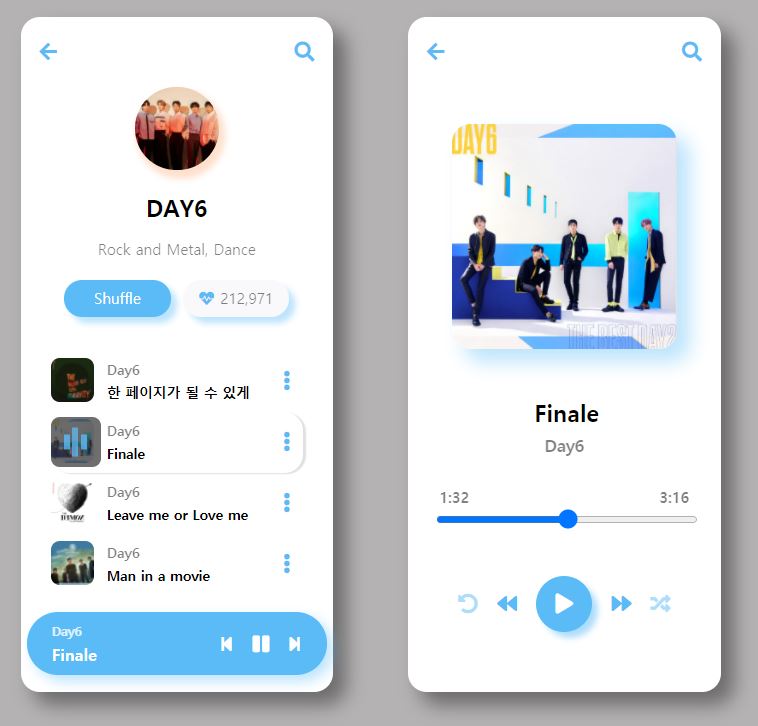 DAY6
Rock and Metal, Dance
Shuffle
212,971
Day6
한 페이지가 될 수 있게
Day6
Finale
Day6
Leave me or Love me
Day6
Man in a movie
Day6
Finale
DAY6
THE BEST DAY2
Finale
Day6
1:32 3:16